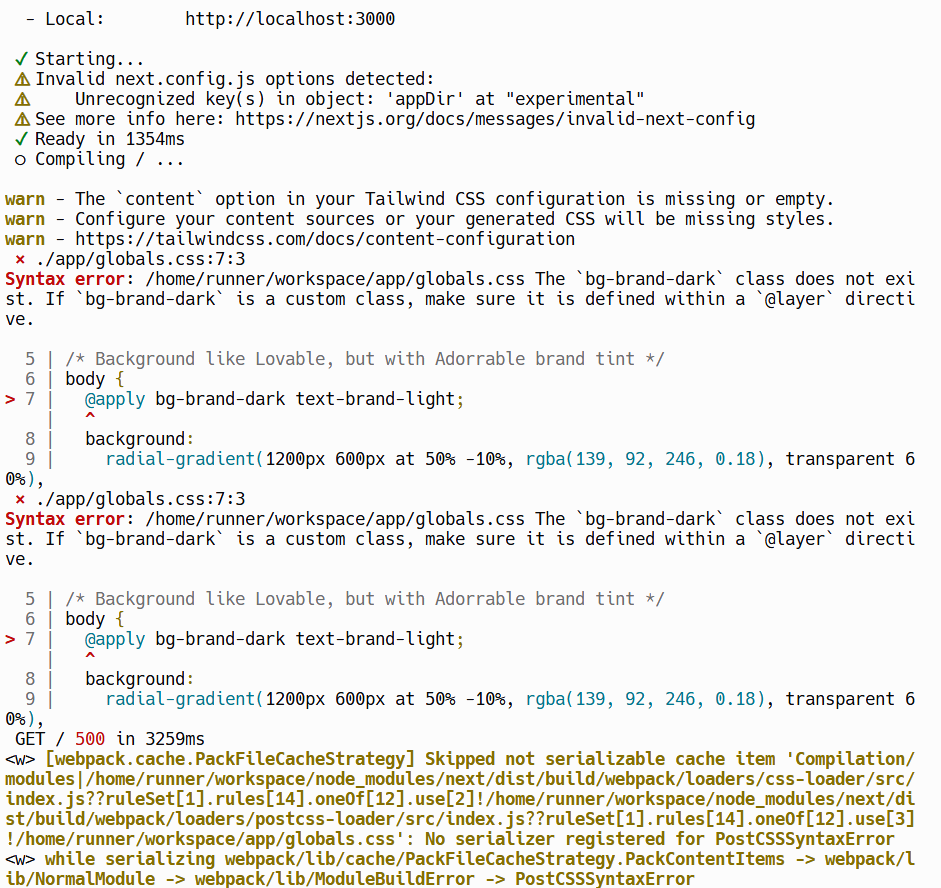 - Local:        http://localhost:3000
✓ Starting...
⚠ Invalid next.config.js options detected:
⚠     Unrecognized key(s) in object: 'appDir' at "experimental"
⚠ See more info here: https://nextjs.org/docs/messages/invalid-next-config
✓ Ready in 1354ms
○ Compiling / ...
warn - The `content` option in your Tailwind CSS configuration is missing or empty.
warn - Configure your content sources or your generated CSS will be missing styles.
warn - https://tailwindcss.com/docs/content-configuration
⨯ ./app/globals.css:7:3
Syntax error: /home/runner/workspace/app/globals.css The `bg-brand-dark` class does not exi
st. If `bg-brand-dark` is a custom class, make sure it is defined within a `@layer` directi
ve.
5 | /* Background like Lovable, but with Adorrable brand tint */
6 | body {
> 7 |   @apply bg-brand-dark text-brand-light;
|   ^
8 |   background:
9 |     radial-gradient(1200px 600px at 50% -10%, rgba(139, 92, 246, 0.18), transparent 6
0%),
⨯ ./app/globals.css:7:3
Syntax error: /home/runner/workspace/app/globals.css The `bg-brand-dark` class does not exi
st. If `bg-brand-dark` is a custom class, make sure it is defined within a `@layer` directi
ve.
5 | /* Background like Lovable, but with Adorrable brand tint */
6 | body {
> 7 |   @apply bg-brand-dark text-brand-light;
|   ^
8 |   background:
9 |     radial-gradient(1200px 600px at 50% -10%, rgba(139, 92, 246, 0.18), transparent 6
0%),
GET / 500 in 3259ms
<w> [webpack.cache.PackFileCacheStrategy] Skipped not serializable cache item 'Compilation/
modules|/home/runner/workspace/node_modules/next/dist/build/webpack/loaders/css-loader/src/
index.js??ruleSet[1].rules[14].oneOf[12].use[2]!/home/runner/workspace/node_modules/next/di
st/build/webpack/loaders/postcss-loader/src/index.js??ruleSet[1].rules[14].oneOf[12].use[3]
!/home/runner/workspace/app/globals.css': No serializer registered for PostCSSSyntaxError
<w> while serializing webpack/lib/cache/PackFileCacheStrategy.PackContentItems -> webpack/l
ib/NormalModule -> webpack/lib/ModuleBuildError -> PostCSSSyntaxError